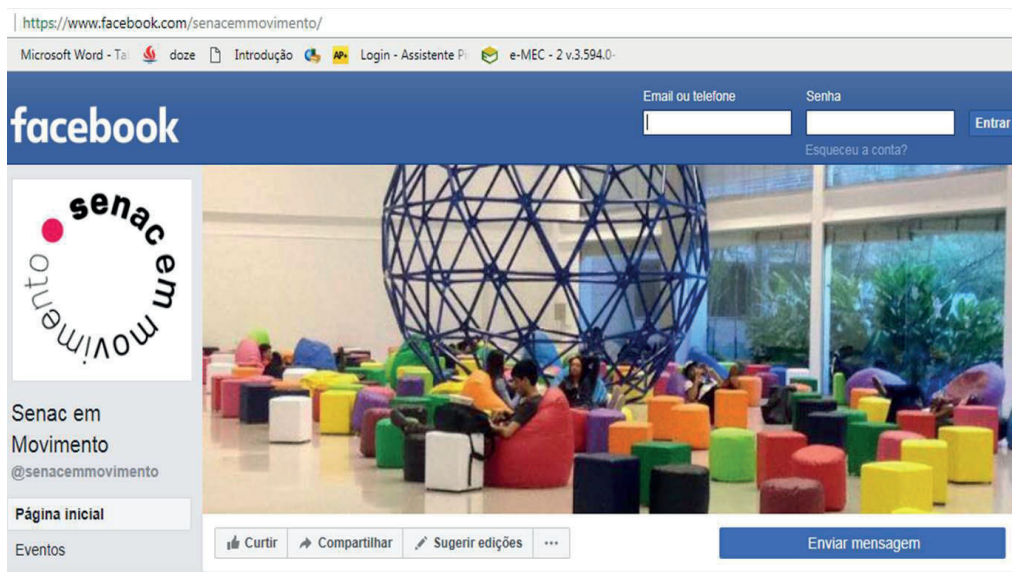 https://www.facebook.com/senacemmovimento/
Microsoft Word - Ta doze Introdução AP+ Login - Assistente Pi e-MEC - 2 v.3.594.0-
facebook
Email ou telefone Senha
Entrar
Esqueceu a conta?
senac em movimento
Senac em
Movimento
@senacemmovimento
Página inicial
Eventos
Curtir Compartilhar Sugerir edições ... Enviar mensagem